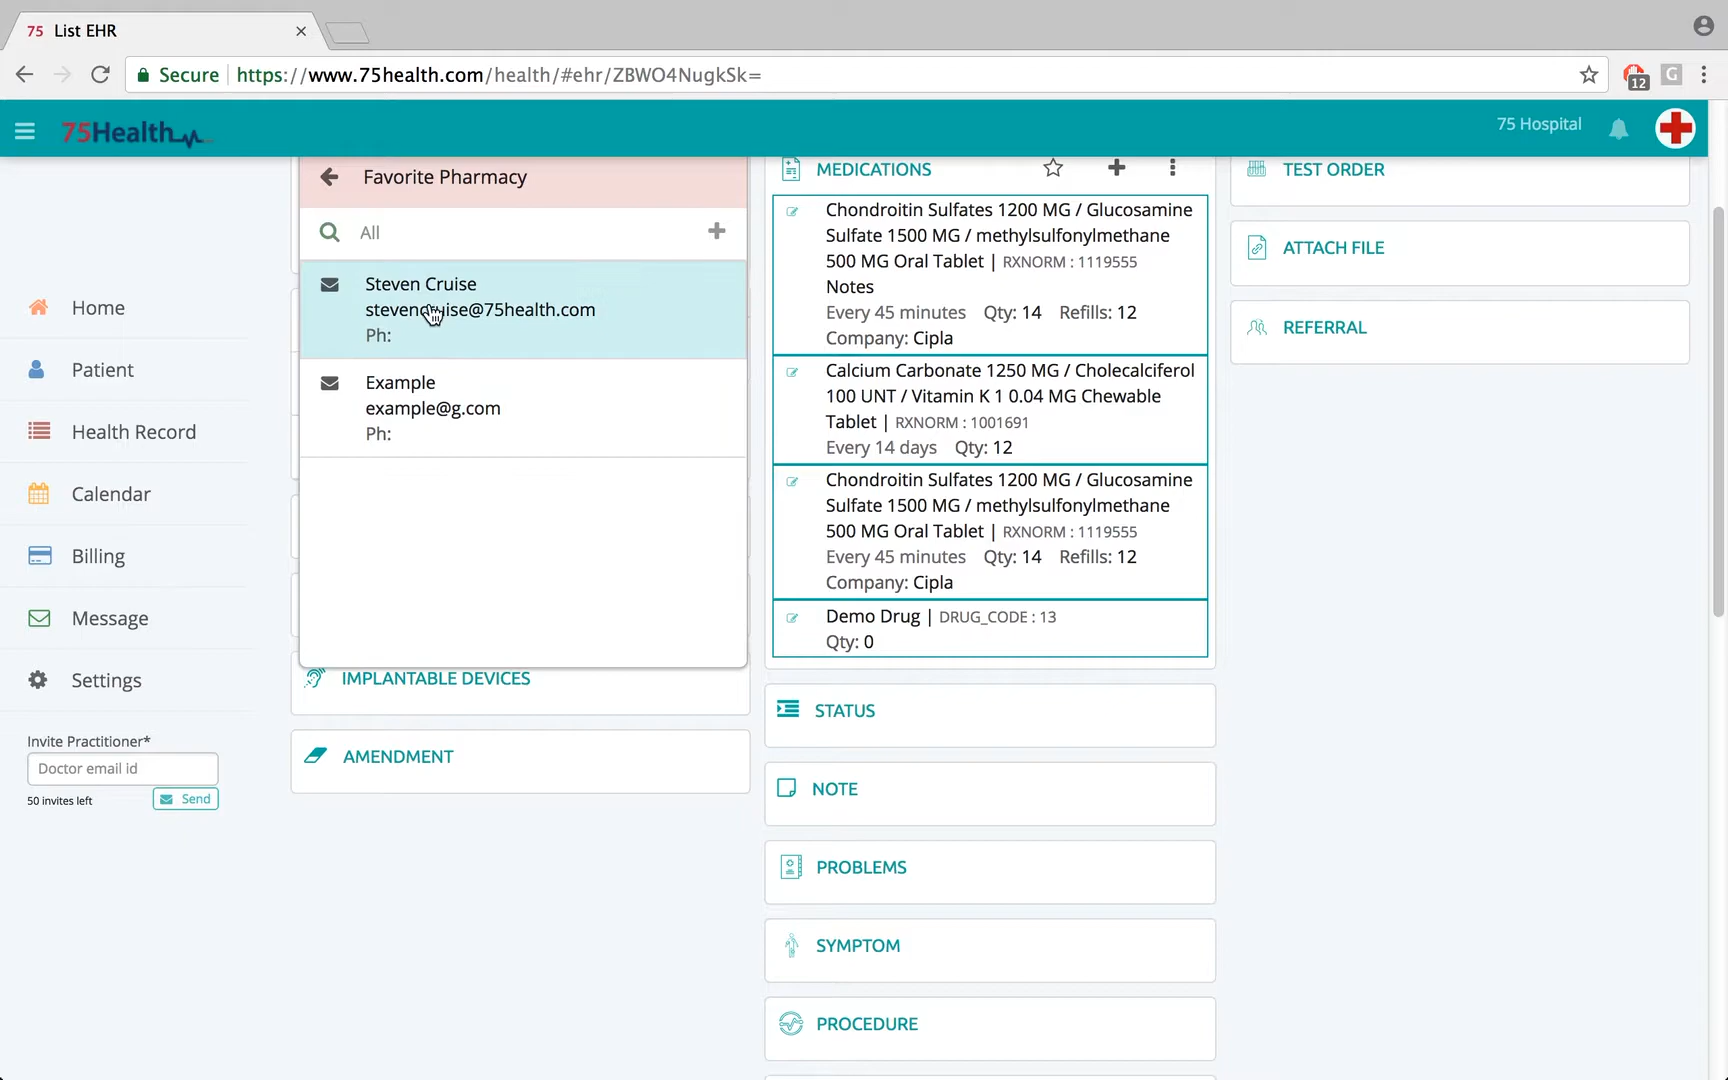 75 List EHR
Secure https://www.75health.com/health/#ehr/ZBWO4NugkSk=
12
G
75Health
75 Hospital
Home
Patient
Health Record
Calendar
Billing
Message
Settings
Invite Practitioner*
Doctor email id
50 invites left
Send
Favorite Pharmacy
All
Steven Cruise
Ph:
Example
example@g.com
Ph:
IMPLANTABLE DEVICES
AMENDMENT
MEDICATIONS
Chondroitin Sulfates 1200 MG / Glucosamine
Sulfate 1500 MG / methylsulfonylmethane
500 MG Oral Tablet | RXNORM : 1119555
Notes
Every 45 minutes Qty: 14 Refills: 12
Company: Cipla
Calcium Carbonate 1250 MG / Cholecalciferol
100 UNT / Vitamin K 1 0.04 MG Chewable
Tablet | RXNORM : 1001691
Every 14 days Qty: 12
Chondroitin Sulfates 1200 MG / Glucosamine
Sulfate 1500 MG / methylsulfonylmethane
500 MG Oral Tablet | RXNORM : 1119555
Every 45 minutes Qty: 14 Refills: 12
Company: Cipla
Demo Drug | DRUG_CODE : 13
Qty: 0
STATUS
NOTE
PROBLEMS
SYMPTOM
PROCEDURE
TEST ORDER
ATTACH FILE
REFERRAL